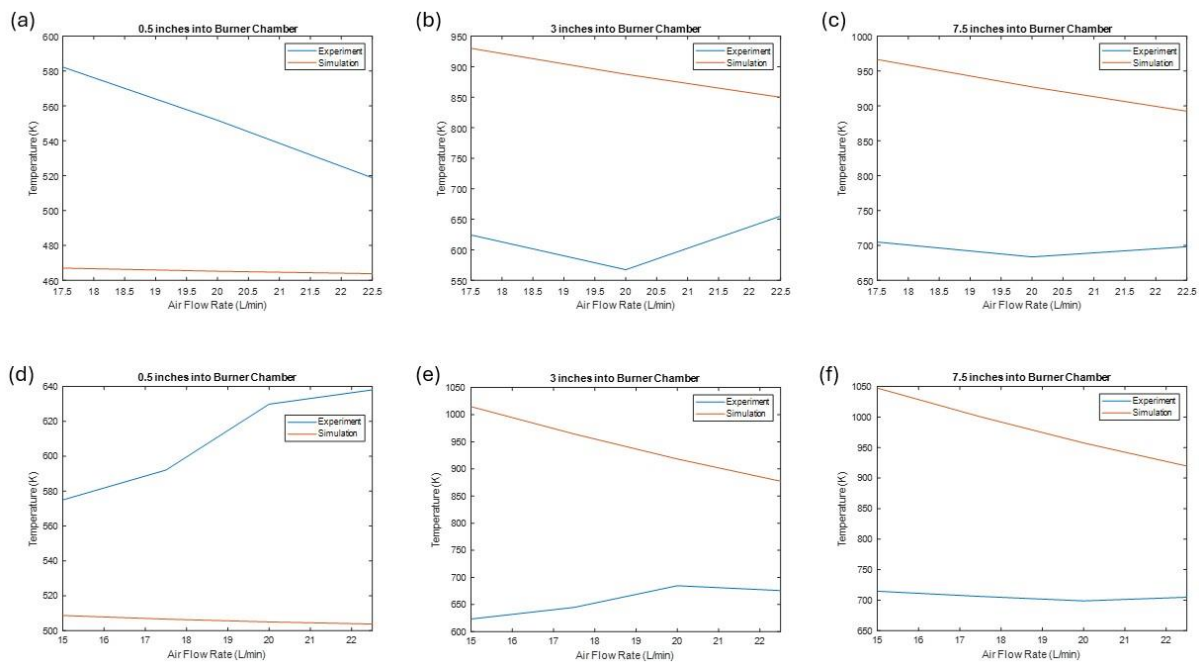 (a)
0.5 inches into Burner Chamber
600
580
560
540
520
500
480
460
Temperature (K)
Experiment
Simulation
17.5 18 18.5 19 19.5 20 20.5 21 21.5 22 22.5
Air Flow Rate (L/min)
(b)
3 inches into Burner Chamber
950
900
850
800
750
700
650
600
550
Temperature (K)
Experiment
Simulation
17.5 18 18.5 19 19.5 20 20.5 21 21.5 22 22.5
Air Flow Rate (L/min)
(c)
7.5 inches into Burner Chamber
1000
950
900
850
800
750
700
650
Temperature (K)
Experiment
Simulation
17.5 18 18.5 19 19.5 20 20.5 21 21.5 22 22.5
Air Flow Rate (L/min)
(d)
0.5 inches into Burner Chamber
640
620
600
580
560
540
520
500
Temperature (K)
Experiment
Simulation
15 16 17 18 19 20 21 22
Air Flow Rate (L/min)
(e)
3 inches into Burner Chamber
1050
1000
950
900
850
800
750
700
650
600
Temperature (K)
Experiment
Simulation
15 16 17 18 19 20 21 22
Air Flow Rate (L/min)
(f)
7.5 inches into Burner Chamber
1050
1000
950
900
850
800
750
700
650
Temperature (K)
Experiment
Simulation
15 16 17 18 19 20 21 22
Air Flow Rate (L/min)